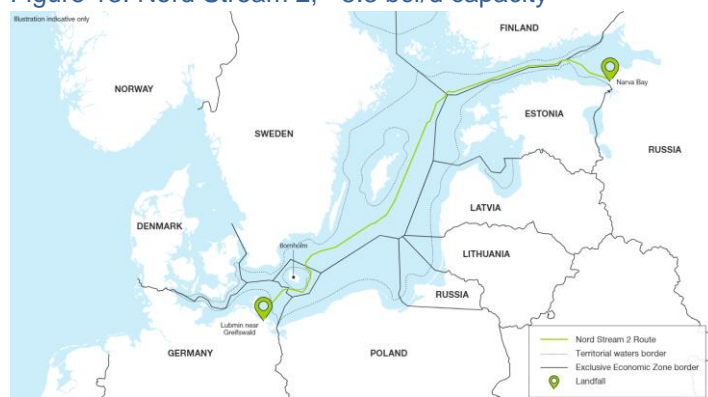 Figure 18: Nord Stream 2, ~5.3 bcf/d capacity
Illustration indicative only
FINLAND
NORWAY
Narva Bay
SWEDEN
ESTONIA
RUSSIA
LATVIA
DENMARK
Bornholm
LITHUANIA
RUSSIA
Lubmin near
Greifswald
GERMANY
POLAND
Nord Stream 2 Route
Territorial waters border
Exclusive Economic Zone border
Landfall